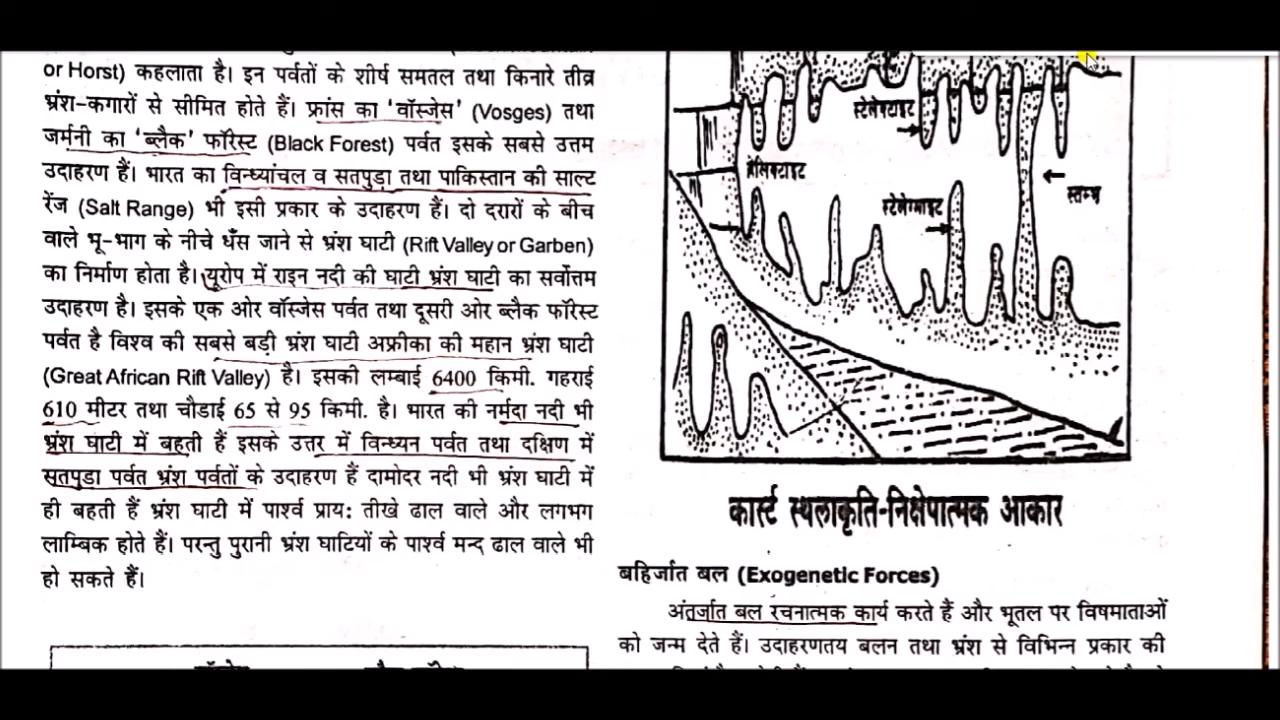 or Horst) कहलाता है। इन पर्वतों के शीर्ष समतल तथा किनारे तीव्र
भ्रंश-कगारों से सीमित होते हैं। फ्रांस का 'वॉस्जेस' (Vosges) तथा
जर्मनी का 'ब्लैक' फॉरेस्ट (Black Forest) पर्वत इसके सबसे उत्तम
उदाहरण हैं। भारत का विन्ध्यांचल व सतपुड़ा तथा पाकिस्तान की साल्ट
रेंज (Salt Range) भी इसी प्रकार के उदाहरण हैं। दो दरारों के बीच
वाले भू-भाग के नीचे धँस जाने से भ्रंश घाटी (Rift Valley or Garben)
का निर्माण होता है। यूरोप में राइन नदी की घाटी भ्रंश घाटी का सर्वोत्तम
उदाहरण है। इसके एक ओर वॉस्जेस पर्वत तथा दूसरी ओर ब्लैक फॉरेस्ट
पर्वत है विश्व की सबसे बड़ी भ्रंश घाटी अफ्रीका की महान भ्रंश घाटी
(Great African Rift Valley) है। इसकी लम्बाई 6400 किमी. गहराई
610 मीटर तथा चौडाई 65 से 95 किमी. है। भारत की नर्मदा नदी भी
भ्रंश घाटी में बहती हैं इसके उत्तर में विन्ध्यन पर्वत तथा दक्षिण में
सतपुडा पर्वत भ्रंश पर्वतों के उदाहरण हैं दामोदर नदी भी भ्रंश घाटी में
ही बहती हैं भ्रंश घाटी में पार्श्व प्राय: तीखे ढाल वाले और लगभग
लाम्बिक होते हैं। परन्तु पुरानी भ्रंश घाटियों के पार्श्व मन्द ढाल वाले भी
हो सकते हैं।
स्टेलेक्टाइट
हेलिक्टाइट
स्तम्भ
स्टेलेग्माइट
कार्स्ट स्थलाकृति-निक्षेपात्मक आकार
बहिर्जात बल (Exogenetic Forces)
अंतर्जात बल रचनात्मक कार्य करते हैं और भूतल पर विषमाताओं
को जन्म देते हैं। उदाहरणतय बलन तथा भ्रंश से विभिन्न प्रकार की